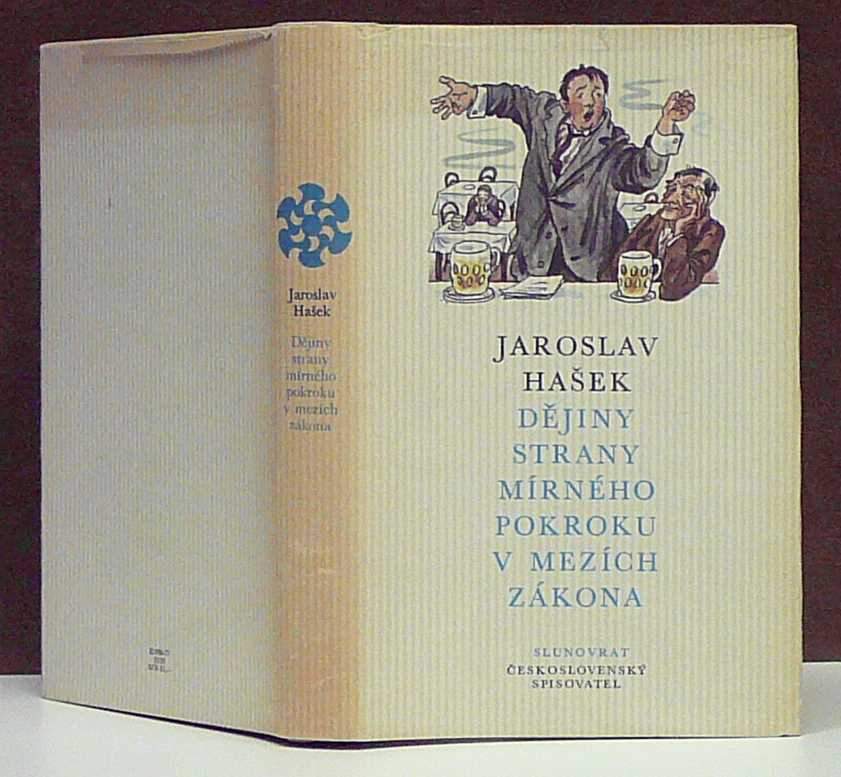 Jaroslav
Hašek
Dějiny
strany
mírného
pokroku
v mezích
zákona
JAROSLAV
HAŠEK
DĚJINY
STRANY
MÍRNÉHO
POKROKU
V MEZÍCH
ZÁKONA
SLUNOVRAT
ČESKOSLOVENSKÝ
SPISOVATEL